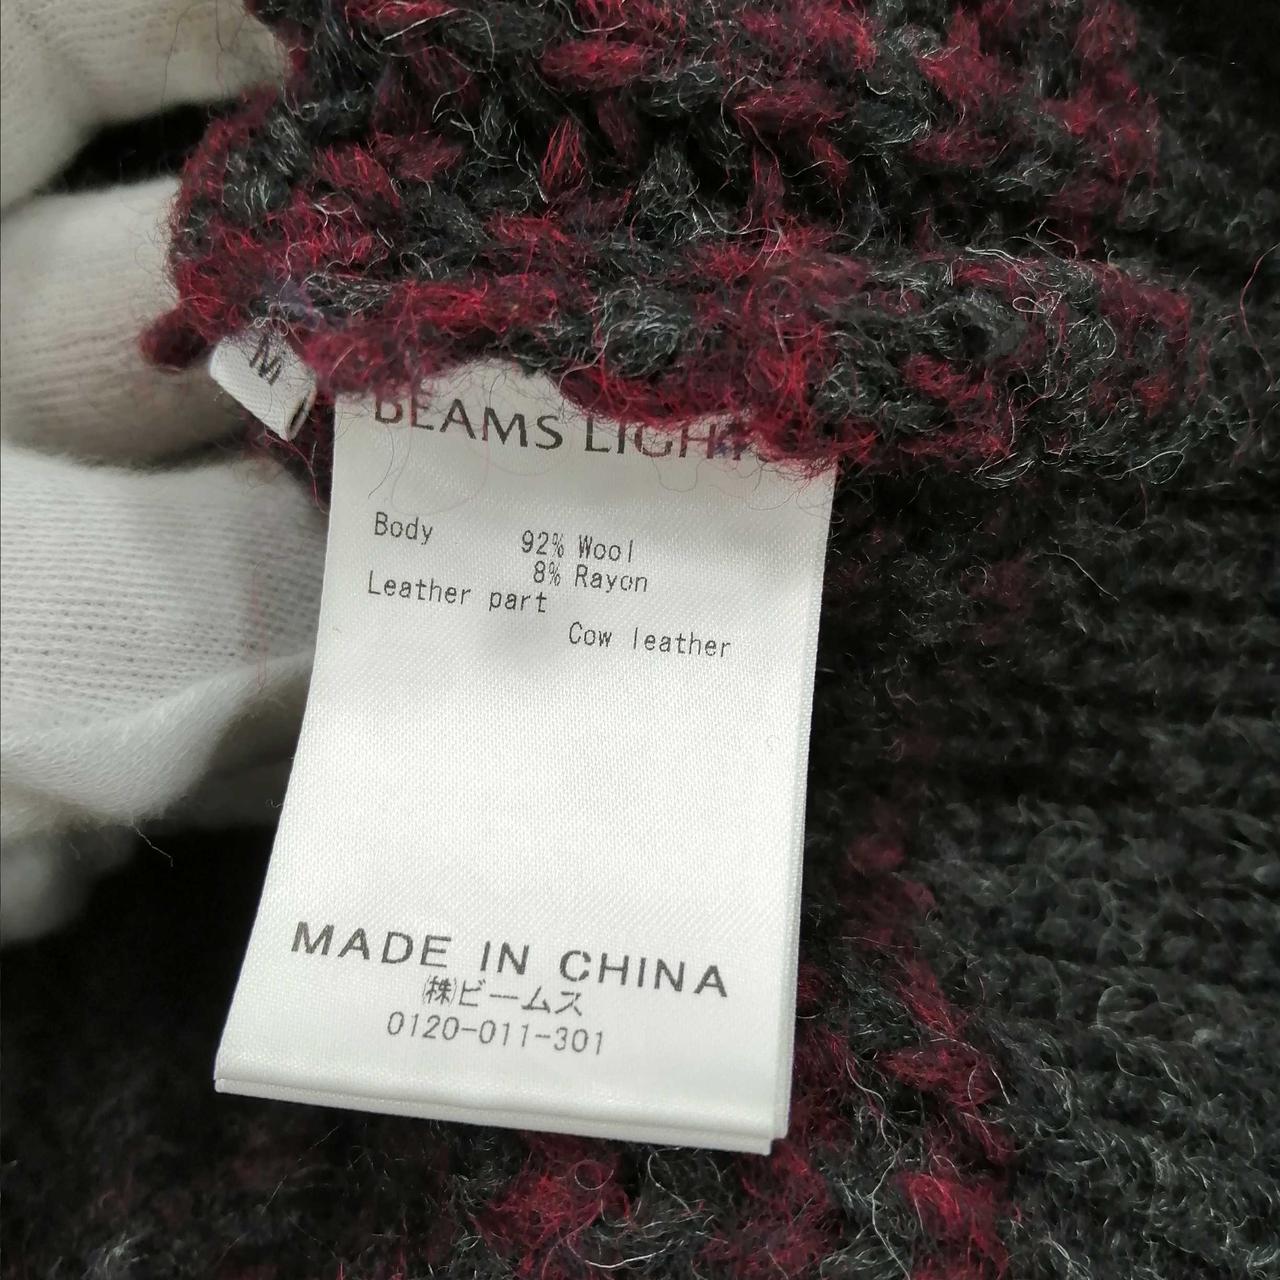 M
BEAMS LIGHTS
Body 92% Wool
8% Rayon
Leather part
Cow leather
MADE IN CHINA
㈱ビームス
0120-011-301